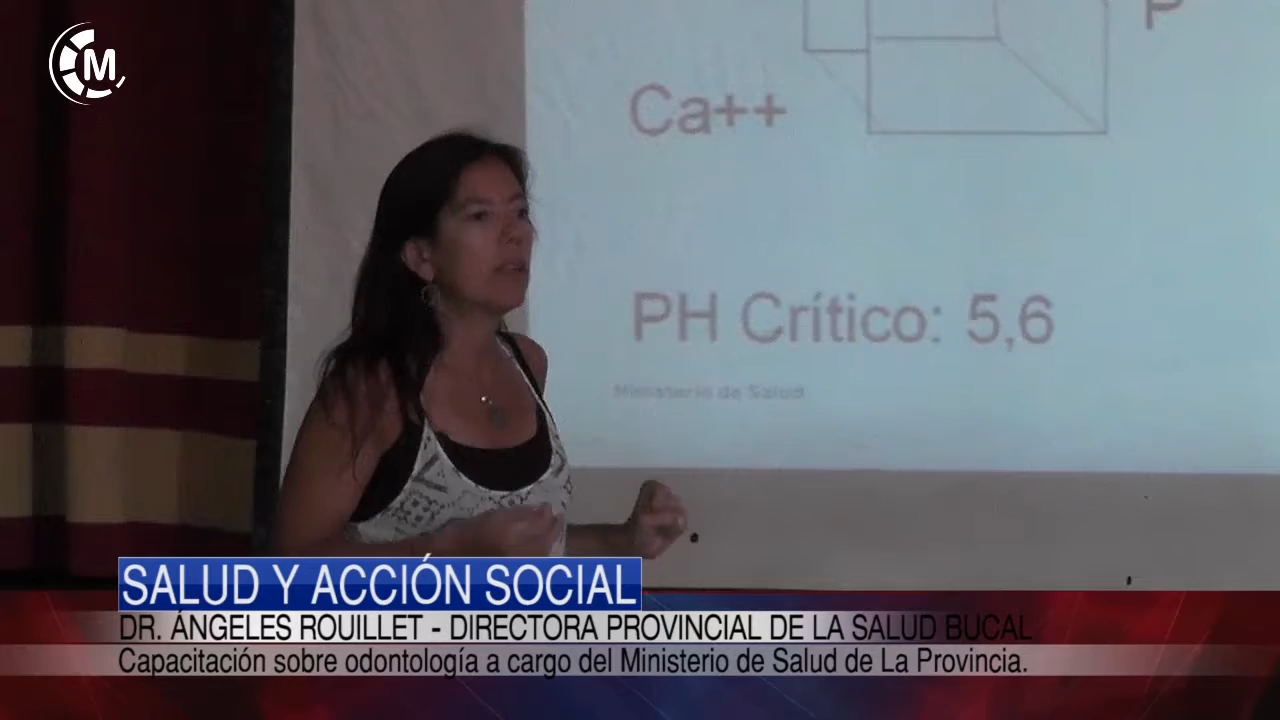 M
P
Ca++
PH Crítico: 5,6
Ministerio de Salud
SALUD Y ACCIÓN SOCIAL
DR. ÁNGELES ROUILLET - DIRECTORA PROVINCIAL DE LA SALUD BUCAL
Capacitación sobre odontología a cargo del Ministerio de Salud de La Provincia.